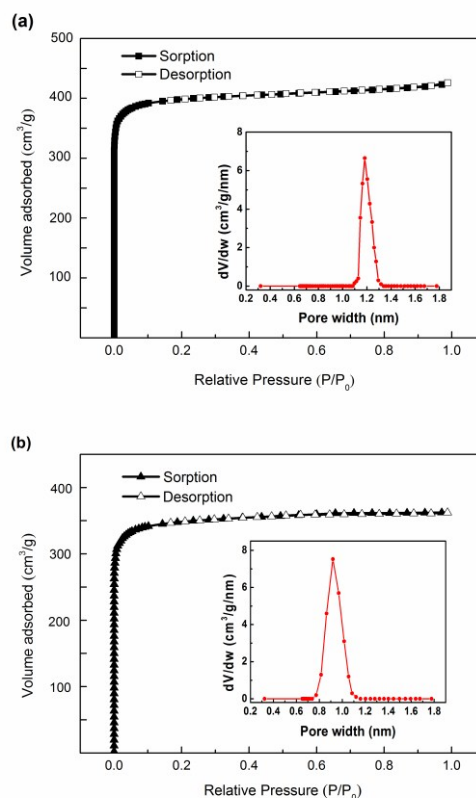 (a)
500
400
300
200
100
Volume adsorbed (cm³/g)
Sorption
Desorption
8
6
4
2
0
dV/dw (cm³/g/nm)
0.2 0.4 0.6 0.8 1.0 1.2 1.4 1.6 1.8
Pore width (nm)
0.0 0.2 0.4 0.6 0.8 1.0
Relative Pressure (P/P₀)
(b)
400
300
200
100
Volume adsorbed (cm³/g)
Sorption
Desorption
8
6
4
2
0
dV/dw (cm³/g/nm)
0.2 0.4 0.6 0.8 1.0 1.2 1.4 1.6 1.8
Pore width (nm)
0.0 0.2 0.4 0.6 0.8 1.0
Relative Pressure (P/P₀)